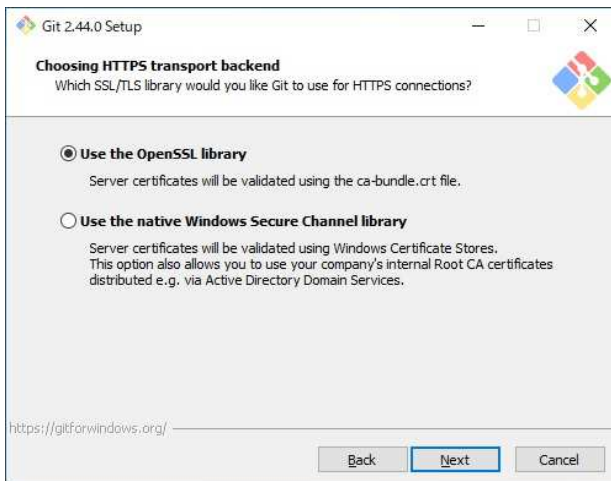 Git 2.44.0 Setup
Choosing HTTPS transport backend
Which SSL/TLS library would you like Git to use for HTTPS connections?
Use the OpenSSL library
Server certificates will be validated using the ca-bundle.crt file.
Use the native Windows Secure Channel library
Server certificates will be validated using Windows Certificate Stores.
This option also allows you to use your company's internal Root CA certificates
distributed e.g. via Active Directory Domain Services.
https://gitforwindows.org/
Back Next Cancel